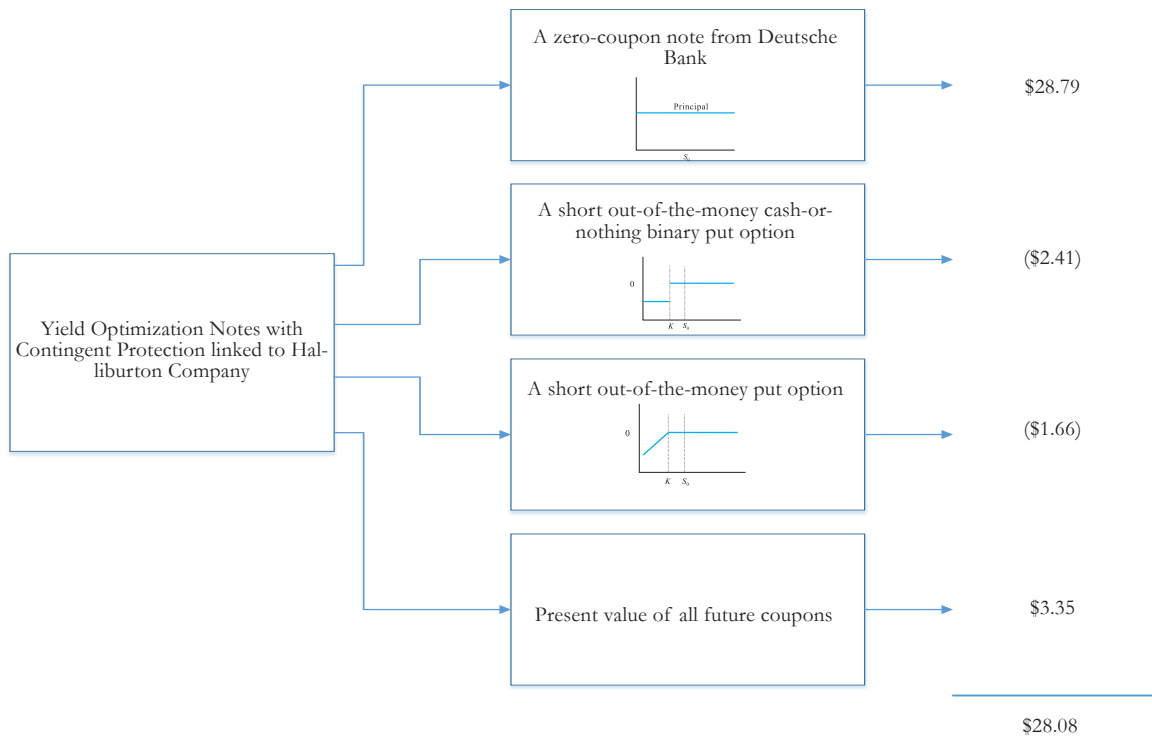 A zero-coupon note from Deutsche
Bank
Principal
S₀
$28.79
A short out-of-the-money cash-or-
nothing binary put option
0
K S₀
($2.41)
Yield Optimization Notes with
Contingent Protection linked to Hal-
liburton Company
A short out-of-the-money put option
0
K S₀
($1.66)
Present value of all future coupons
$3.35
$28.08